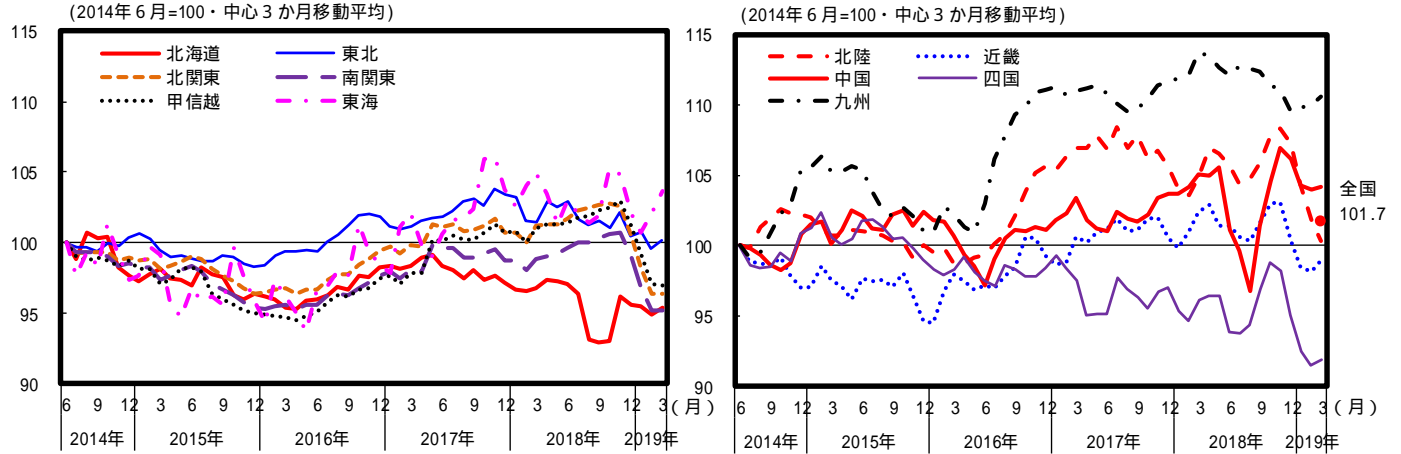 (2014年6月=100・中心3か月移動平均)
115
110
105
100
95
90
北海道
東北
北関東
南関東
甲信越
東海
6 9 12 3 6 9 12 3 6 9 12 3 6 9 12 3 6 9 12 3 (月)
2014年 2015年 2016年 2017年 2018年 2019年
(2014年6月=100・中心3か月移動平均)
115
110
105
100
95
90
北陸
近畿
中国
四国
九州
全国
101.7
6 9 12 3 6 9 12 3 6 9 12 3 6 9 12 3 6 9 12 3 (月)
2014年 2015年 2016年 2017年 2018年 2019年